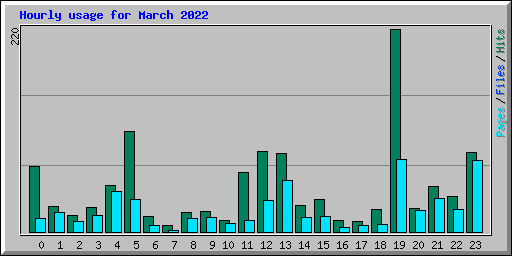 Hourly usage for March 2022
220
Pages/Files/Hits
0 1 2 3 4 5 6 7 8 9 10 11 12 13 14 15 16 17 18 19 20 21 22 23